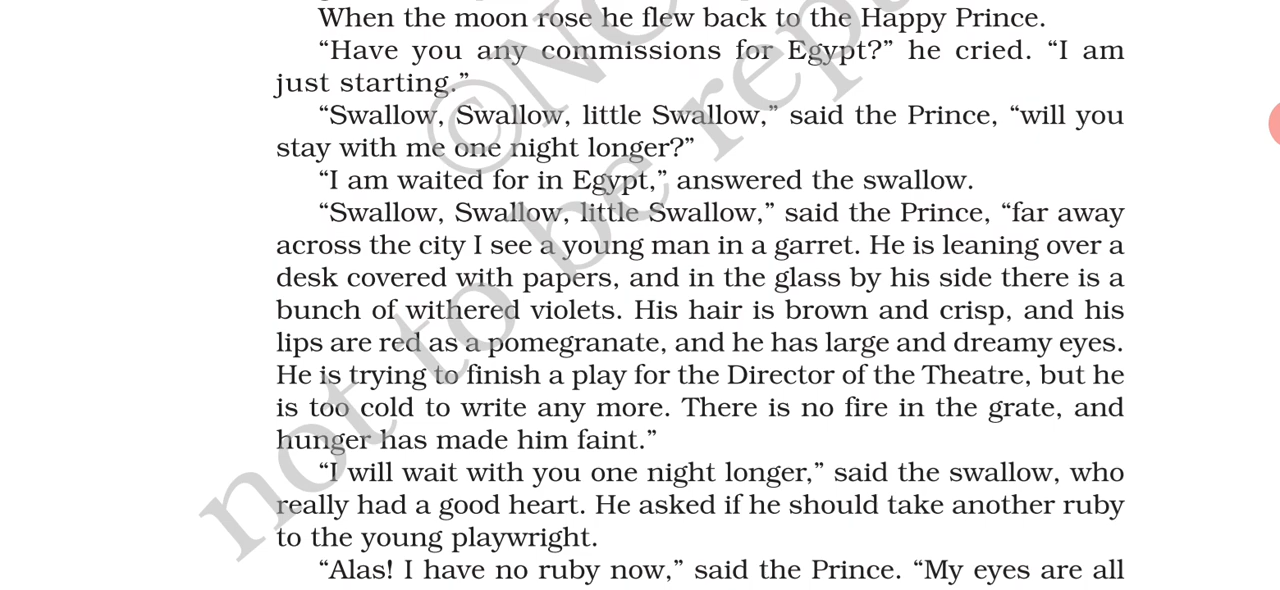 When the moon rose he flew back to the Happy Prince.
“Have you any commissions for Egypt?” he cried. “I am
just starting.”
“Swallow, Swallow, little Swallow,” said the Prince, “will you
stay with me one night longer?”
“I am waited for in Egypt,” answered the swallow.
“Swallow, Swallow, little Swallow,” said the Prince, “far away
across the city I see a young man in a garret. He is leaning over a
desk covered with papers, and in the glass by his side there is a
bunch of withered violets. His hair is brown and crisp, and his
lips are red as a pomegranate, and he has large and dreamy eyes.
He is trying to finish a play for the Director of the Theatre, but he
is too cold to write any more. There is no fire in the grate, and
hunger has made him faint.”
“I will wait with you one night longer,” said the swallow, who
really had a good heart. He asked if he should take another ruby
to the young playwright.
“Alas! I have no ruby now,” said the Prince. “My eyes are all
not to be